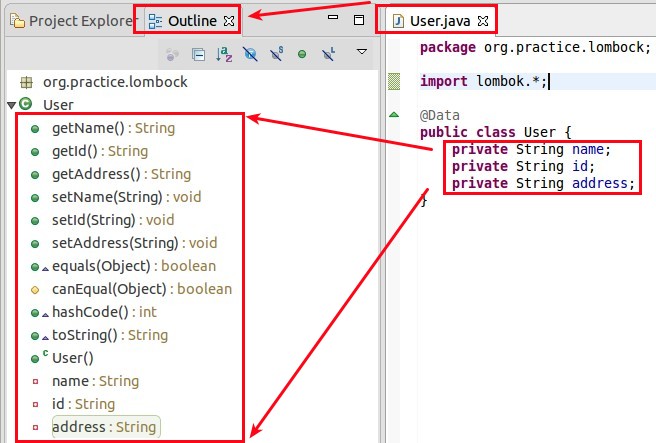 Project Explorer
Outline
User.java
org.practice.lombock
User
getName() : String
getId() : String
getAddress() : String
setName(String) : void
setId(String) : void
setAddress(String) : void
equals(Object) : boolean
canEqual(Object) : boolean
hashCode() : int
toString() : String
User()
name : String
id : String
address : String
package org.practice.lombock;
import lombok.*;
@Data
public class User {
private String name;
private String id;
private String address;
}